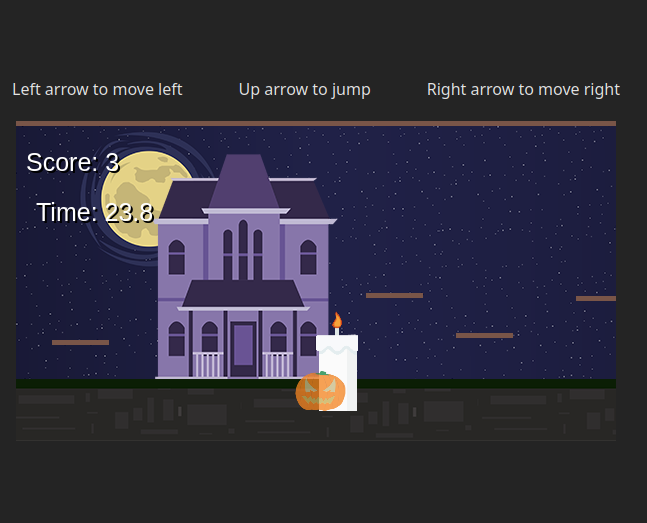 Left arrow to move left
Up arrow to jump
Right arrow to move right
Score: 3
Time: 23.8